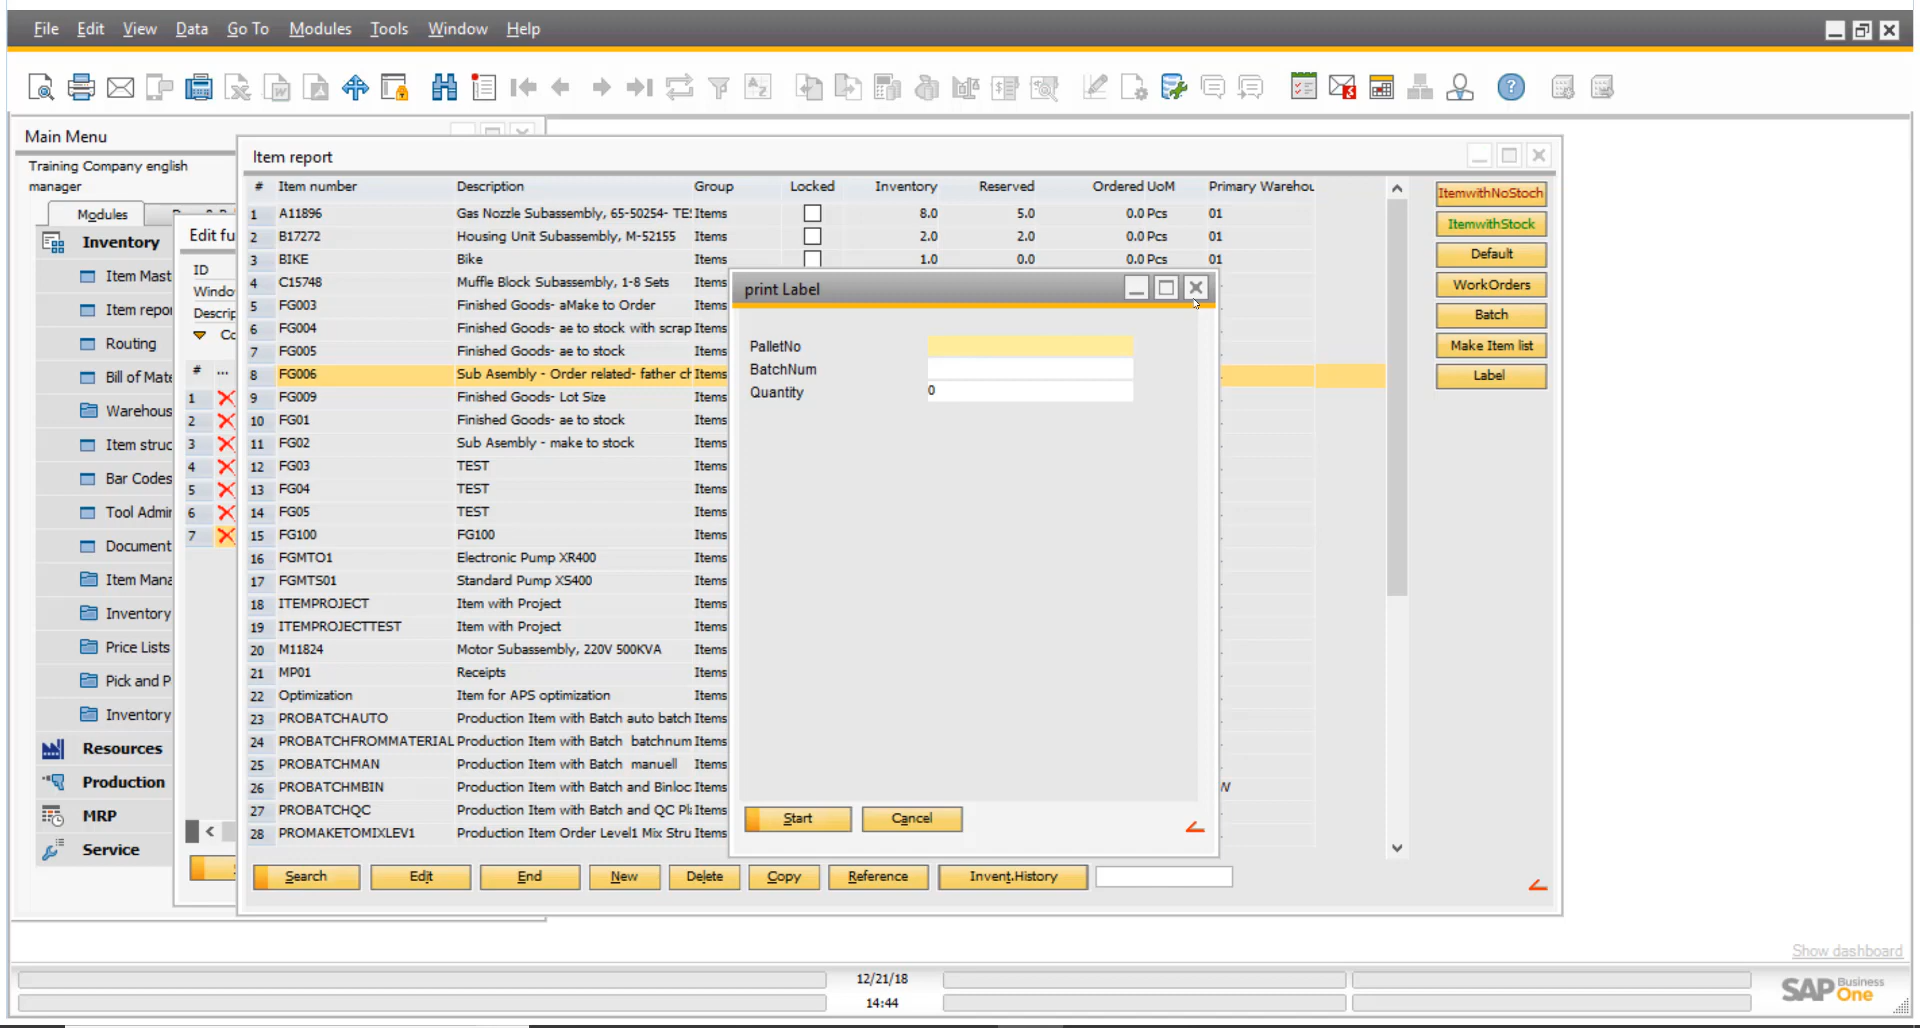 File Edit View Data Go To Modules Tools Window Help
Main Menu
Training Company english
manager
Modules
Inventory
Item Mast
Item repo
Routing
Bill of Mate
Warehous
Item struc
Bar Codes
Tool Admir
Document
Item Mana
Inventory
Price Lists
Pick and P
Inventory
Resources
Production
MRP
Service
Edit fu
ID
Windo
Descrip
Co
# ...
1
2
3
4
5
6
7
Item report
# Item number Description Group Locked Inventory Reserved Ordered UoM Primary Warehou
1 A11896 Gas Nozzle Subassembly, 65-50254- TE: Items 8.0 5.0 0.0 Pcs 01
2 B17272 Housing Unit Subassembly, M-52155 Items 2.0 2.0 0.0 Pcs 01
3 BIKE Bike Items 1.0 0.0 0.0 Pcs 01
4 C15748 Muffle Block Subassembly, 1-8 Sets Items
5 FG003 Finished Goods- aMake to Order Items
6 FG004 Finished Goods- ae to stock with scrap Items
7 FG005 Finished Goods- ae to stock Items
8 FG006 Sub Asembly - Order related- father ch Items
9 FG009 Finished Goods- Lot Size Items
10 FG01 Finished Goods- ae to stock Items
11 FG02 Sub Asembly - make to stock Items
12 FG03 TEST Items
13 FG04 TEST Items
14 FG05 TEST Items
15 FG100 FG100 Items
16 FGMTO1 Electronic Pump XR400 Items
17 FGMTS01 Standard Pump XS400 Items
18 ITEMPROJECT Item with Project Items
19 ITEMPROJECTTEST Item with Project Items
20 M11824 Motor Subassembly, 220V 500KVA Items
21 MP01 Receipts Items
22 Optimization Item for APS optimization Items
23 PROBATCHAUTO Production Item with Batch auto batch Items
24 PROBATCHFROMMATERIAL Production Item with Batch batchnum Items
25 PROBATCHMAN Production Item with Batch manuell Items
26 PROBATCHMBIN Production Item with Batch and Binloc Items W
27 PROBATCHQC Production Item with Batch and QC Pl Items
28 PROMAKETOMIXLEV1 Production Item Order Level1 Mix Stru Items
Search Edit End New Delete Copy Reference Invent.History
ItemwithNoStoch
ItemwithStock
Default
WorkOrders
Batch
Make Item list
Label
print Label
PalletNo
BatchNum
Quantity 0
Start Cancel
Show dashboard
12/21/18
14:44
SAP Business One